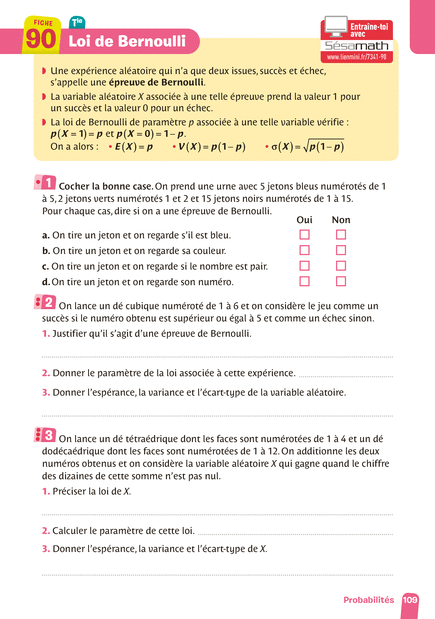 FICHE
90
Tle
Loi de Bernoulli
Entraîne-toi
avec
Sésamath
www.tienmini.fr/7341-90
Une expérience aléatoire qui n'a que deux issues, succès et échec,
s'appelle une épreuve de Bernoulli.
La variable aléatoire X associée à une telle épreuve prend la valeur 1 pour
un succès et la valeur 0 pour un échec.
La loi de Bernoulli de paramètre p associée à une telle variable vérifie :
p(X = 1) = p et p(X = 0) = 1 – p.
On a alors : • E(X) = p • V(X) = p(1 – p) • σ(X) = √p(1 – p)
1 Cocher la bonne case. On prend une urne avec 5 jetons bleus numérotés de 1
à 5, 2 jetons verts numérotés 1 et 2 et 15 jetons noirs numérotés de 1 à 15.
Pour chaque cas, dire si on a une épreuve de Bernoulli.
Oui Non
a. On tire un jeton et on regarde s'il est bleu.
b. On tire un jeton et on regarde sa couleur.
c. On tire un jeton et on regarde si le nombre est pair.
d. On tire un jeton et on regarde son numéro.
2 On lance un dé cubique numéroté de 1 à 6 et on considère le jeu comme un
succès si le numéro obtenu est supérieur ou égal à 5 et comme un échec sinon.
1. Justifier qu'il s'agit d'une épreuve de Bernoulli.
2. Donner le paramètre de la loi associée à cette expérience.
3. Donner l'espérance, la variance et l'écart-type de la variable aléatoire.
3 On lance un dé tétraédrique dont les faces sont numérotées de 1 à 4 et un dé
dodécaédrique dont les faces sont numérotées de 1 à 12. On additionne les deux
numéros obtenus et on considère la variable aléatoire X qui gagne quand le chiffre
des dizaines de cette somme n'est pas nul.
1. Préciser la loi de X.
2. Calculer le paramètre de cette loi.
3. Donner l'espérance, la variance et l'écart-type de X.
Probabilités 109